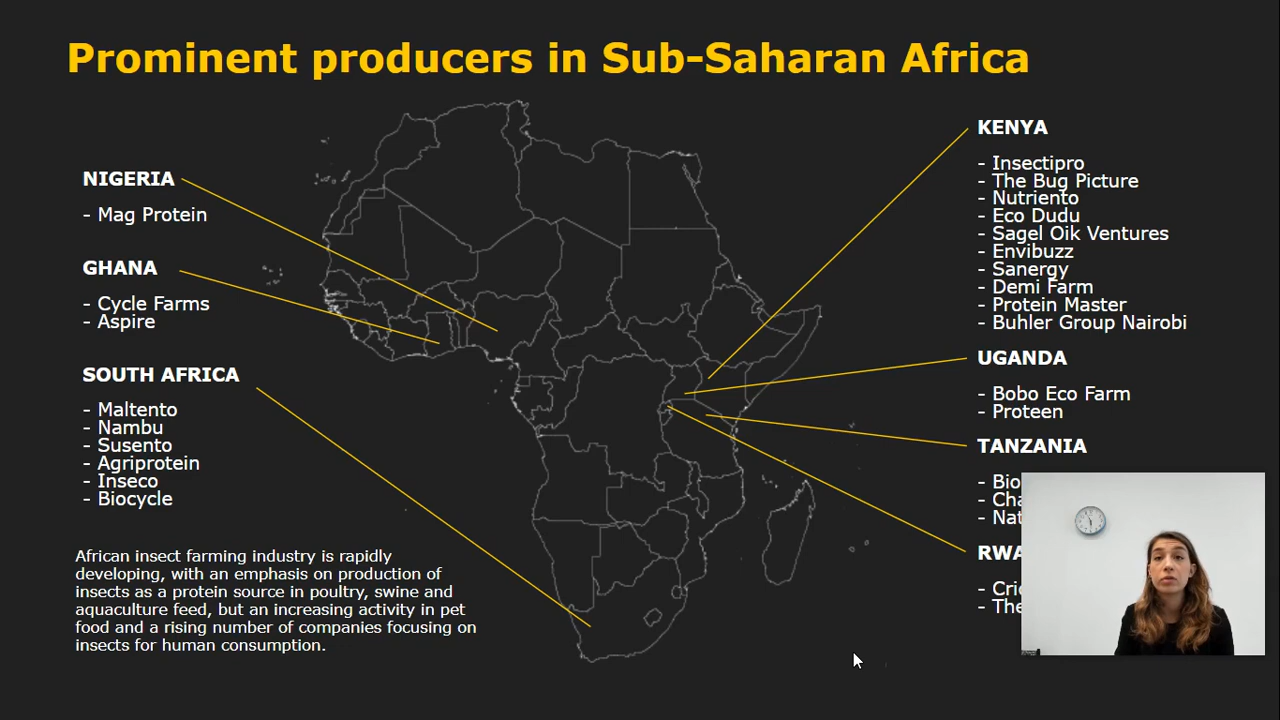 Prominent producers in Sub-Saharan Africa
NIGERIA
- Mag Protein
GHANA
- Cycle Farms
- Aspire
SOUTH AFRICA
- Maltento
- Nambu
- Susento
- Agriprotein
- Inseco
- Biocycle
African insect farming industry is rapidly
developing, with an emphasis on production of
insects as a protein source in poultry, swine and
aquaculture feed, but an increasing activity in pet
food and a rising number of companies focusing on
insects for human consumption.
KENYA
- Insectipro
- The Bug Picture
- Nutriento
- Eco Dudu
- Sagel Oik Ventures
- Envibuzz
- Sanergy
- Demi Farm
- Protein Master
- Buhler Group Nairobi
UGANDA
- Bobo Eco Farm
- Proteen
TANZANIA